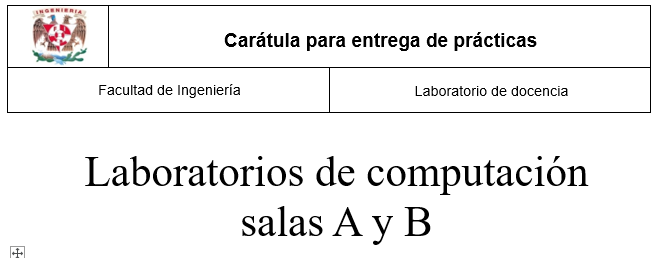 INGENIERIA
Carátula para entrega de prácticas
Facultad de Ingeniería
Laboratorio de docencia
Laboratorios de computación
salas A y B